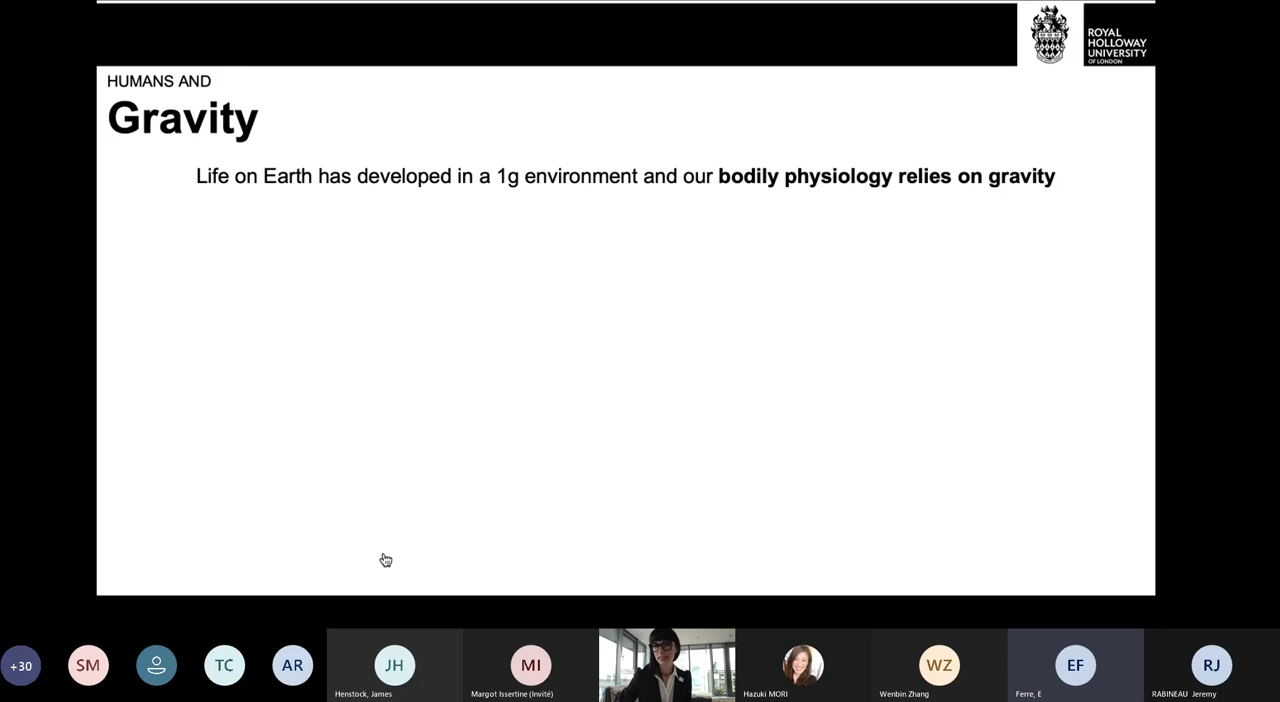 ROYAL
HOLLOWAY
UNIVERSITY
OF LONDON
HUMANS AND
Gravity
Life on Earth has developed in a 1g environment and our bodily physiology relies on gravity
+30
SM
TC
AR
JH
MI
WZ
EF
RJ
Henstock, James
Margot Issertine (Invité)
Hazuki MORI
Wenbin Zhang
Ferre, E
RABINEAU Jeremy